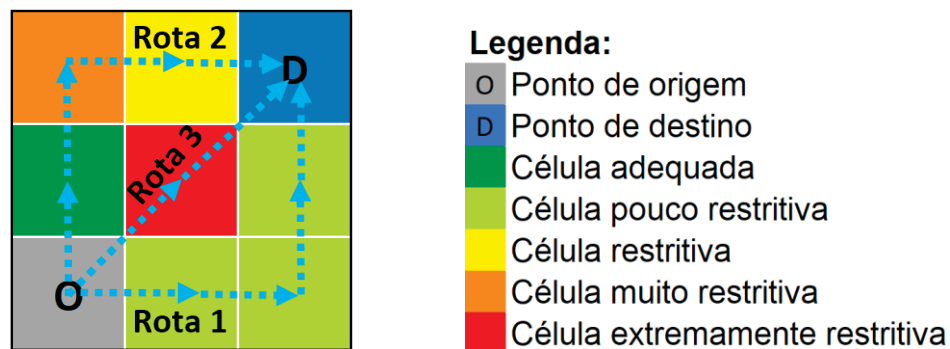 Rota 2
D
Rota 3
O
Rota 1
Legenda:
O Ponto de origem
D Ponto de destino
Célula adequada
Célula pouco restritiva
Célula restritiva
Célula muito restritiva
Célula extremamente restritiva